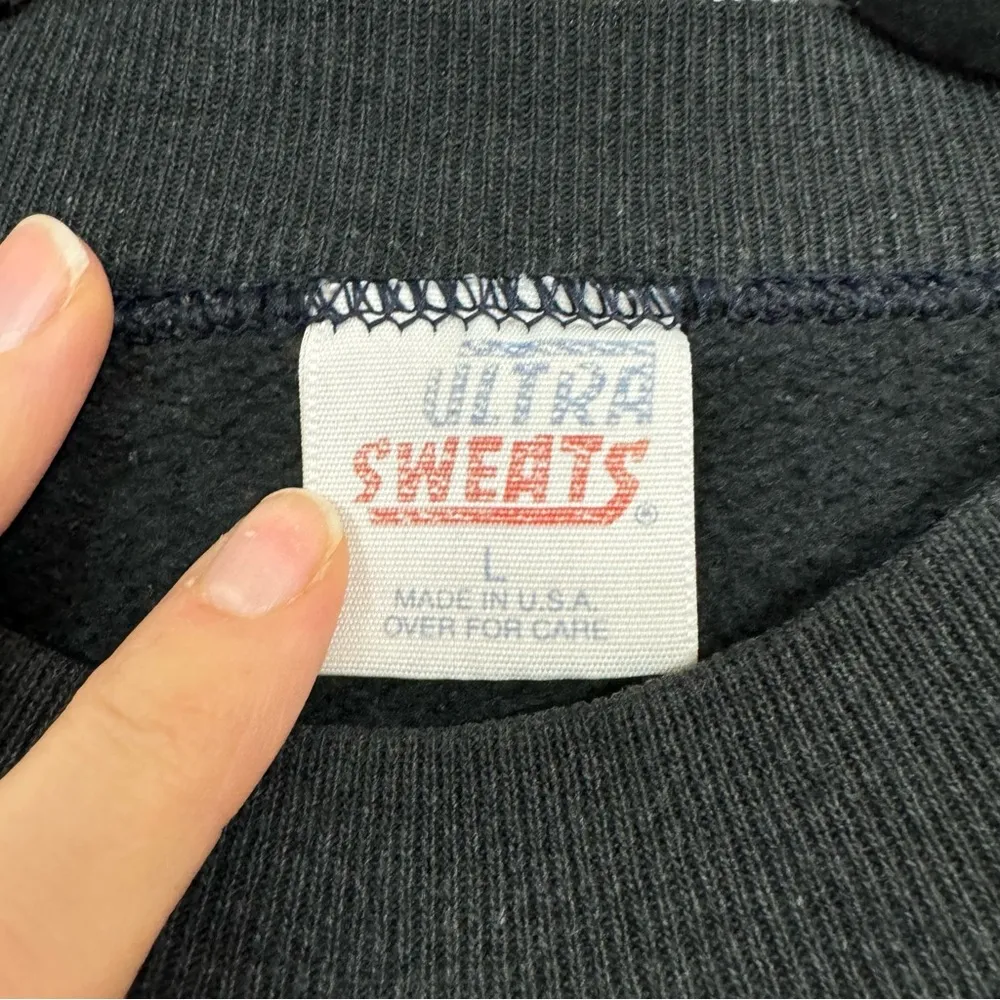 ULTRA
SWEATS®
L
MADE IN U.S.A.
OVER FOR CARE